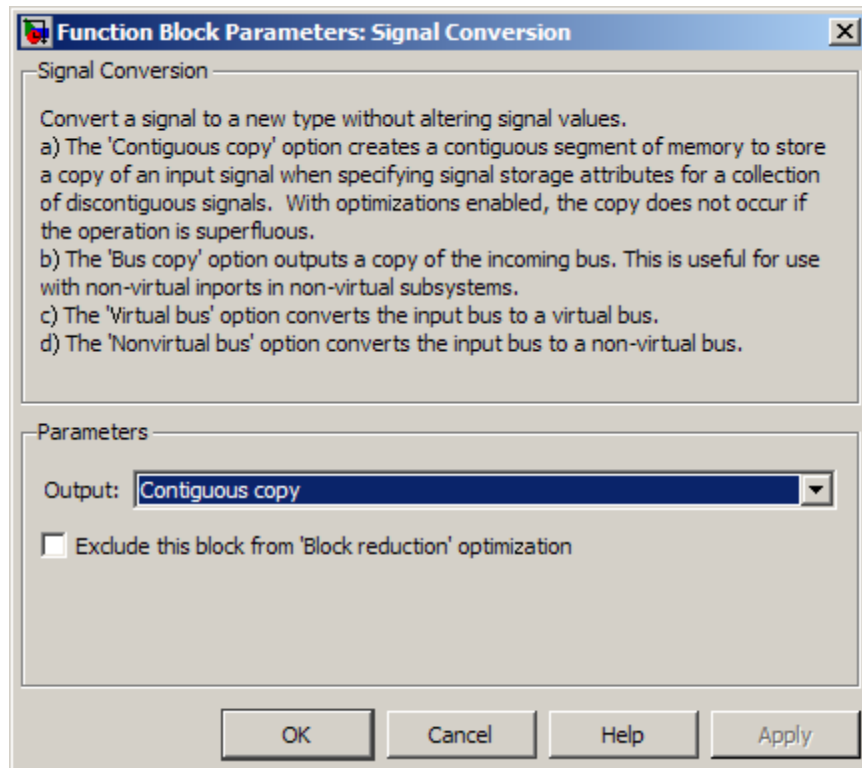 Function Block Parameters: Signal Conversion
Signal Conversion
Convert a signal to a new type without altering signal values.
a) The 'Contiguous copy' option creates a contiguous segment of memory to store
a copy of an input signal when specifying signal storage attributes for a collection
of discontiguous signals.  With optimizations enabled, the copy does not occur if
the operation is superfluous.
b) The 'Bus copy' option outputs a copy of the incoming bus. This is useful for use
with non-virtual inports in non-virtual subsystems.
c) The 'Virtual bus' option converts the input bus to a virtual bus.
d) The 'Nonvirtual bus' option converts the input bus to a non-virtual bus.
Parameters
Output: Contiguous copy
Exclude this block from 'Block reduction' optimization
OK Cancel Help Apply